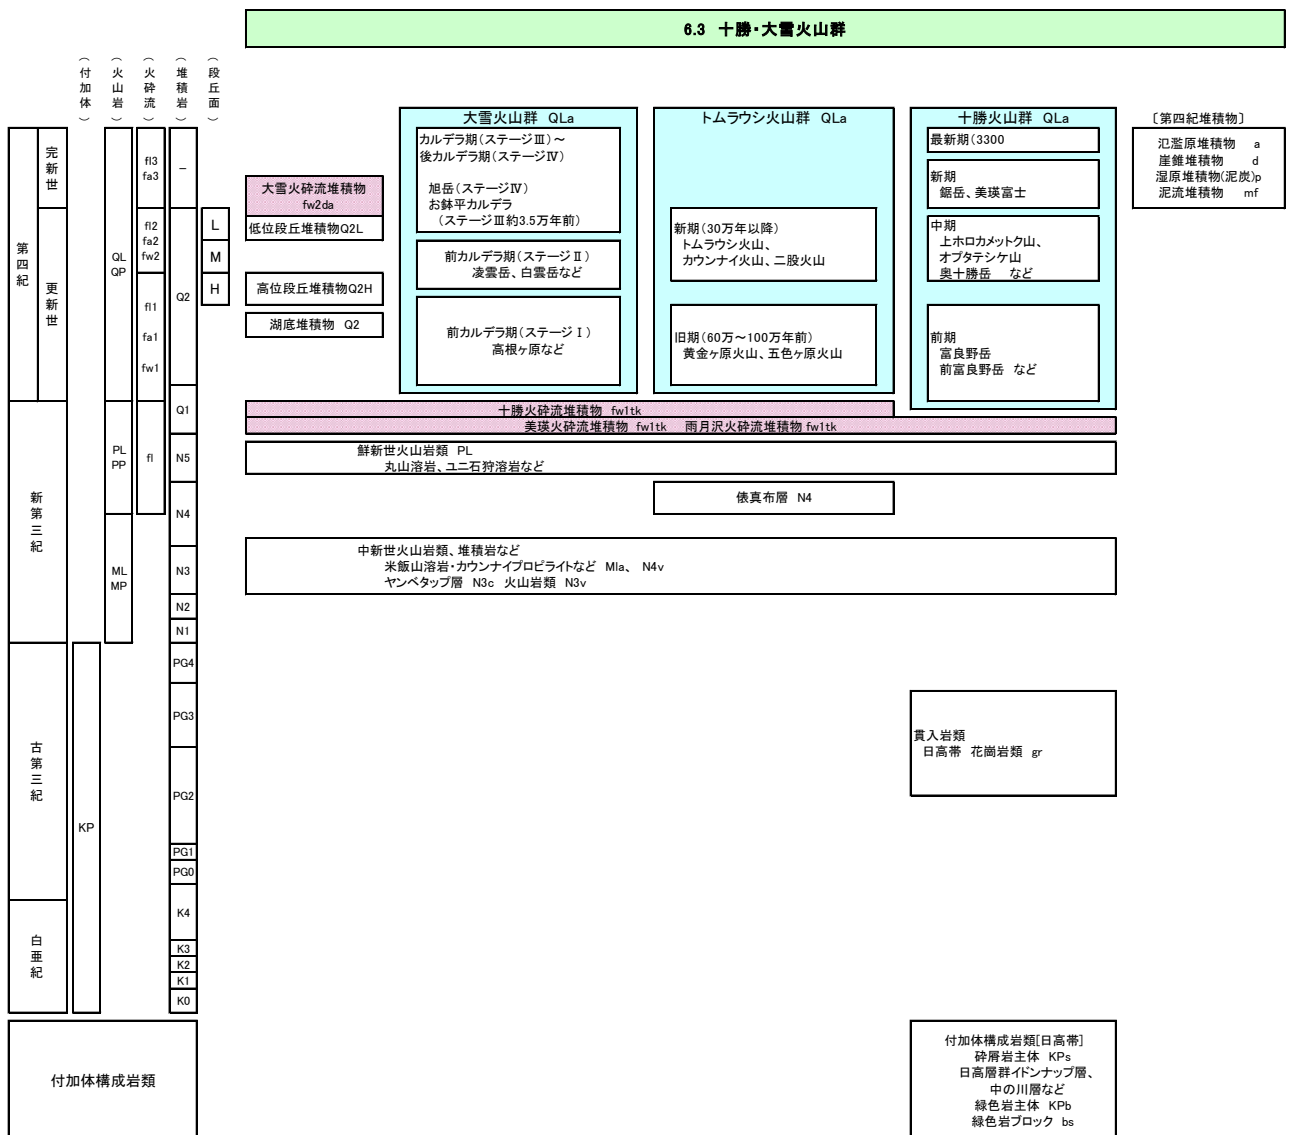 6.3 十勝・大雪火山群
（付加体）
（火山岩）
（火砕流）
（堆積岩）
（段丘面）
第四紀
完新世
更新世
新第三紀
古第三紀
白亜紀
KP
QL
QP
PL
PP
ML
MP
fl3
fa3
fl2
fa2
fw2
fl1
fa1
fw1
fl
–
Q2
Q1
N5
N4
N3
N2
N1
PG4
PG3
PG2
PG1
PG0
K4
K3
K2
K1
K0
L
M
H
大雪火砕流堆積物
fw2da
低位段丘堆積物Q2L
高位段丘堆積物Q2H
湖底堆積物 Q2
大雪火山群 QLa
カルデラ期(ステージⅢ)～
後カルデラ期(ステージⅣ)
旭岳(ステージⅣ)
お鉢平カルデラ
(ステージⅢ約3.5万年前)
前カルデラ期(ステージⅡ)
凌雲岳、白雲岳など
前カルデラ期(ステージⅠ)
高根ヶ原など
トムラウシ火山群 QLa
新期(30万年以降)
トムラウシ火山、
カウンナイ火山、二股火山
旧期(60万～100万年前)
黄金ヶ原火山、五色ヶ原火山
十勝火山群 QLa
最新期(3300
新期
鋸岳、美瑛富士
中期
上ホロカメットク山、
オプタテシケ山
奥十勝岳 など
前期
富良野岳
前富良野岳 など
〔第四紀堆積物〕
氾濫原堆積物 a
崖錐堆積物 d
湿原堆積物(泥炭)p
泥流堆積物 mf
十勝火砕流堆積物 fw1tk
美瑛火砕流堆積物 fw1tk 雨月沢火砕流堆積物 fw1tk
鮮新世火山岩類 PL
丸山溶岩、ユニ石狩溶岩など
俵真布層 N4
中新世火山岩類、堆積岩など
米飯山溶岩・カウンナイプロピライトなど Mla、 N4v
ヤンベタップ層 N3c 火山岩類 N3v
貫入岩類
日高帯 花崗岩類 gr
付加体構成岩類
付加体構成岩類[日高帯]
砕屑岩主体 KPs
日高層群イドンナップ層、
中の川層など
緑色岩主体 KPb
緑色岩ブロック bs